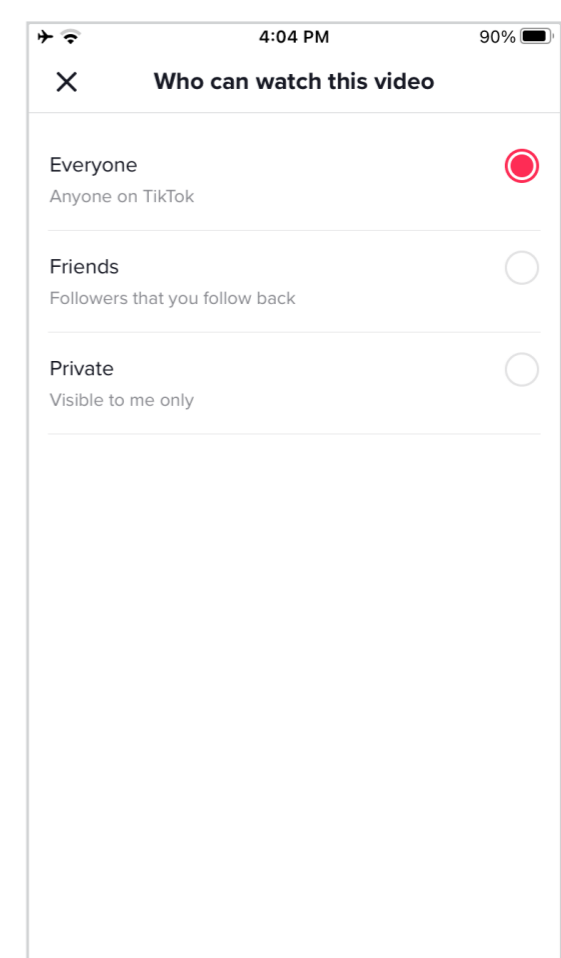 4:04 PM 90%
Who can watch this video
Everyone
Anyone on TikTok
Friends
Followers that you follow back
Private
Visible to me only